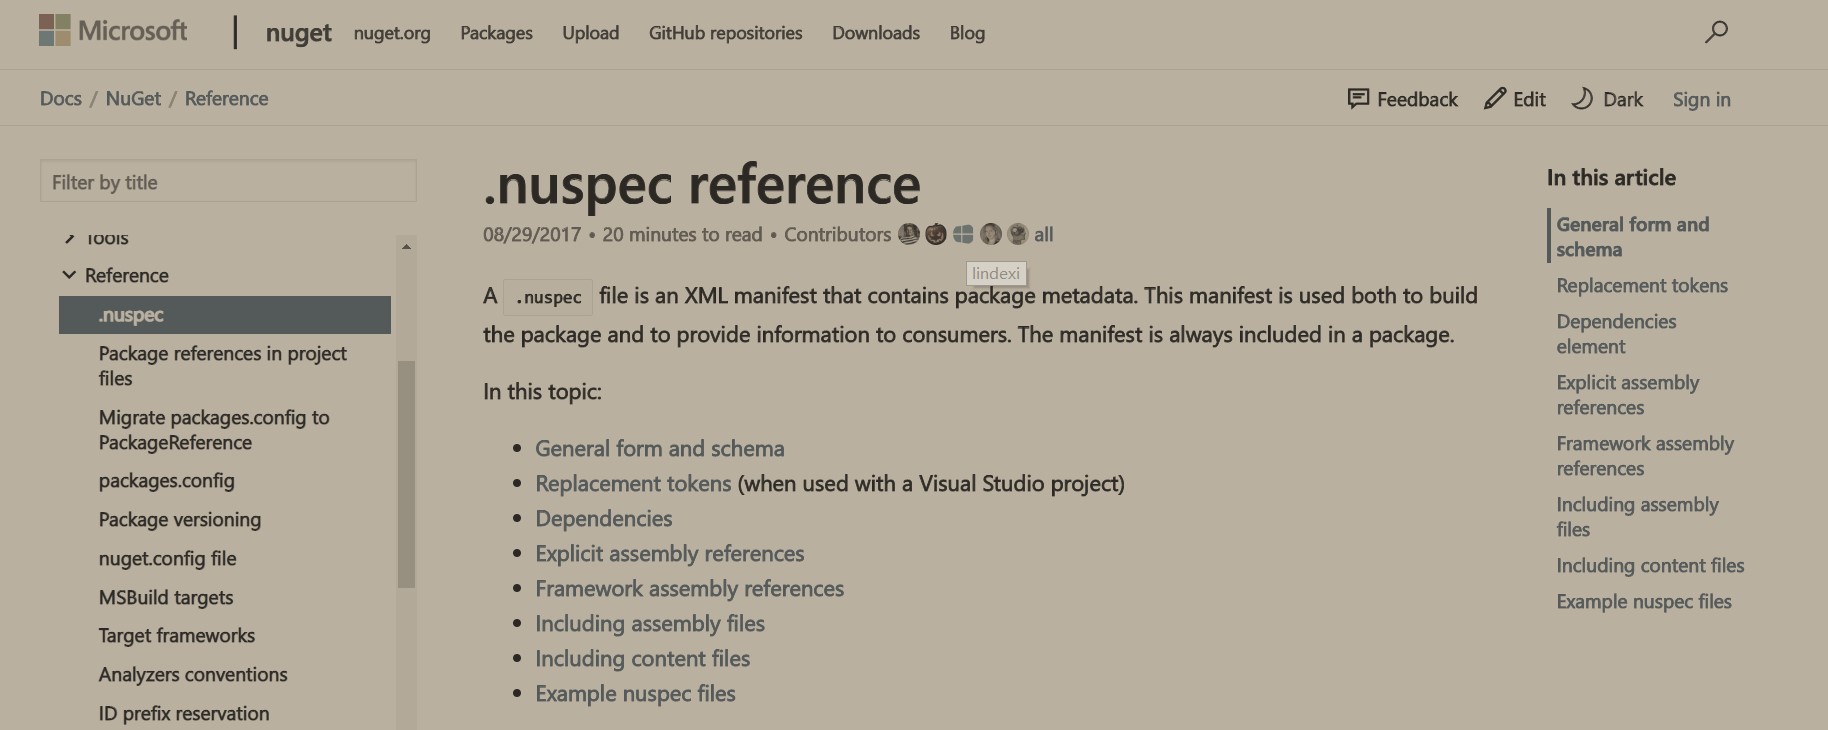 Microsoft
nuget
nuget.org
Packages
Upload
GitHub repositories
Downloads
Blog
Docs / NuGet / Reference
Feedback
Edit
Dark
Sign in
Filter by title
Tools
Reference
.nuspec
Package references in project
files
Migrate packages.config to
PackageReference
packages.config
Package versioning
nuget.config file
MSBuild targets
Target frameworks
Analyzers conventions
ID prefix reservation
.nuspec reference
08/29/2017 • 20 minutes to read • Contributors all
lindexi
A .nuspec file is an XML manifest that contains package metadata. This manifest is used both to build
the package and to provide information to consumers. The manifest is always included in a package.
In this topic:
• General form and schema
• Replacement tokens (when used with a Visual Studio project)
• Dependencies
• Explicit assembly references
• Framework assembly references
• Including assembly files
• Including content files
• Example nuspec files
In this article
General form and
schema
Replacement tokens
Dependencies
element
Explicit assembly
references
Framework assembly
references
Including assembly
files
Including content files
Example nuspec files